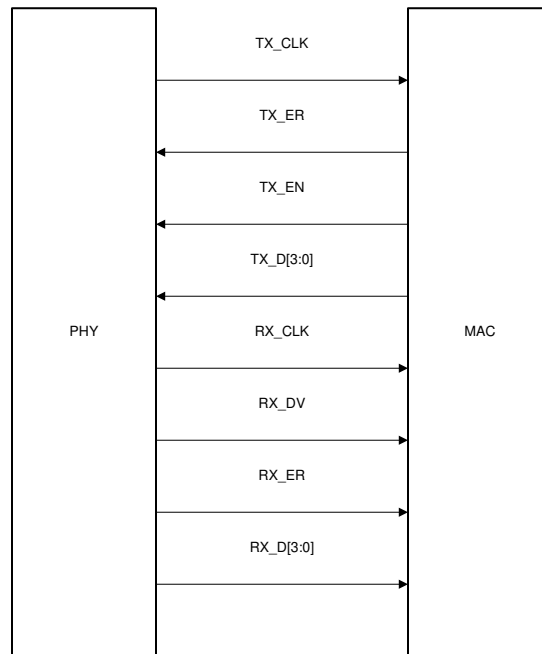 TX_CLK
TX_ER
TX_EN
TX_D[3:0]
PHY
RX_CLK
MAC
RX_DV
RX_ER
RX_D[3:0]